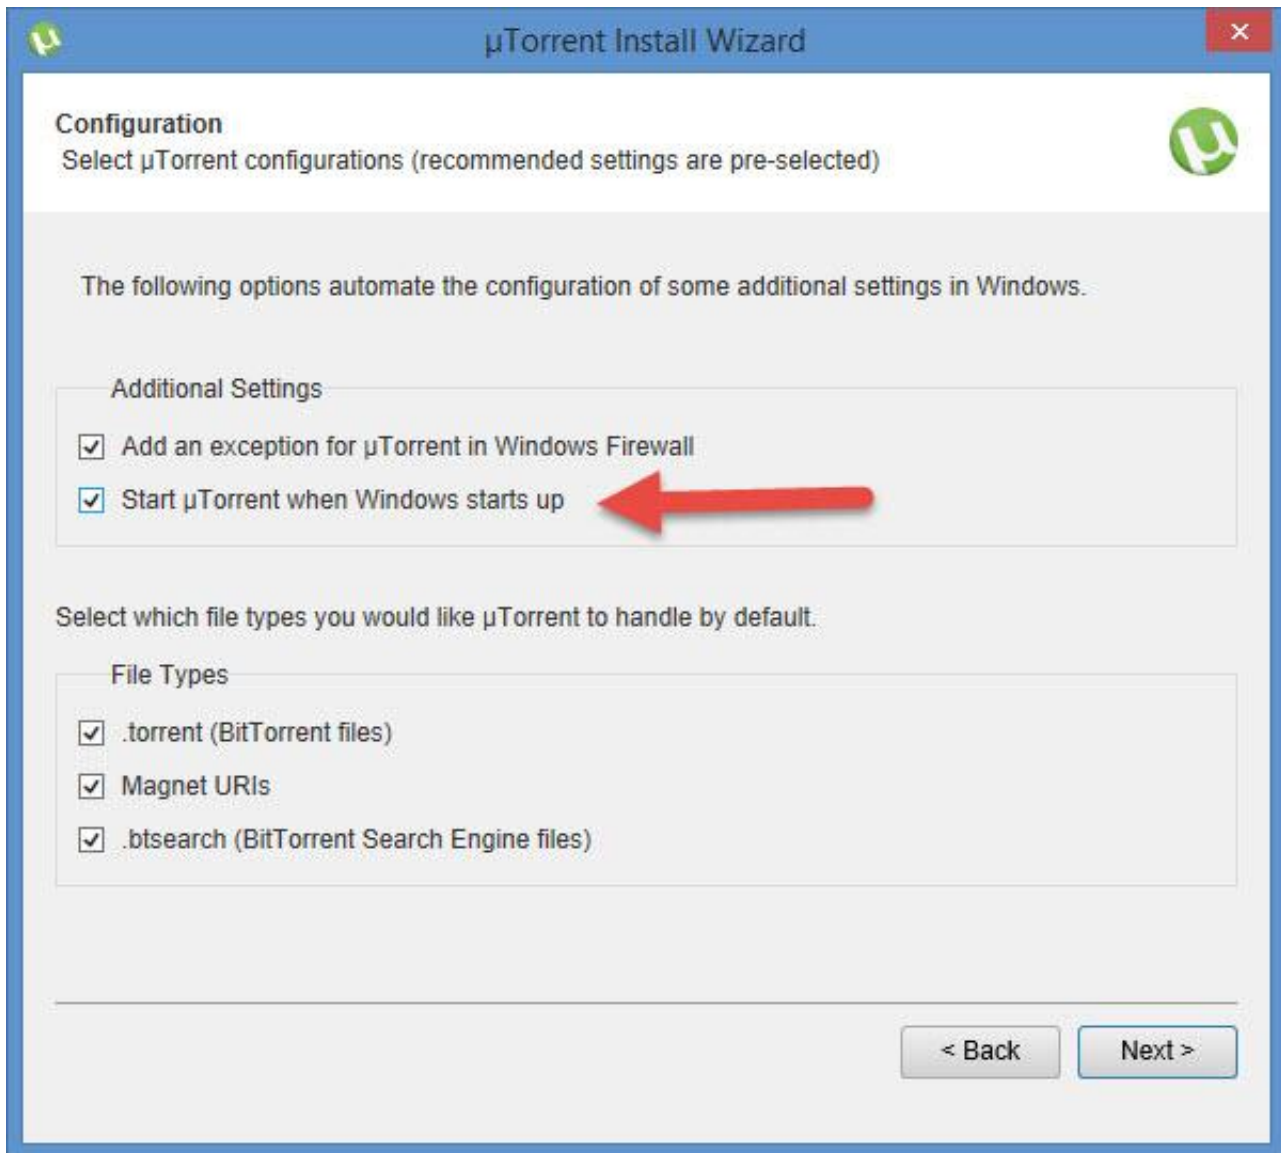 µTorrent Install Wizard
Configuration
Select µTorrent configurations (recommended settings are pre-selected)
The following options automate the configuration of some additional settings in Windows.
Additional Settings
Add an exception for µTorrent in Windows Firewall
Start µTorrent when Windows starts up
Select which file types you would like µTorrent to handle by default.
File Types
.torrent (BitTorrent files)
Magnet URIs
.btsearch (BitTorrent Search Engine files)
< Back
Next >